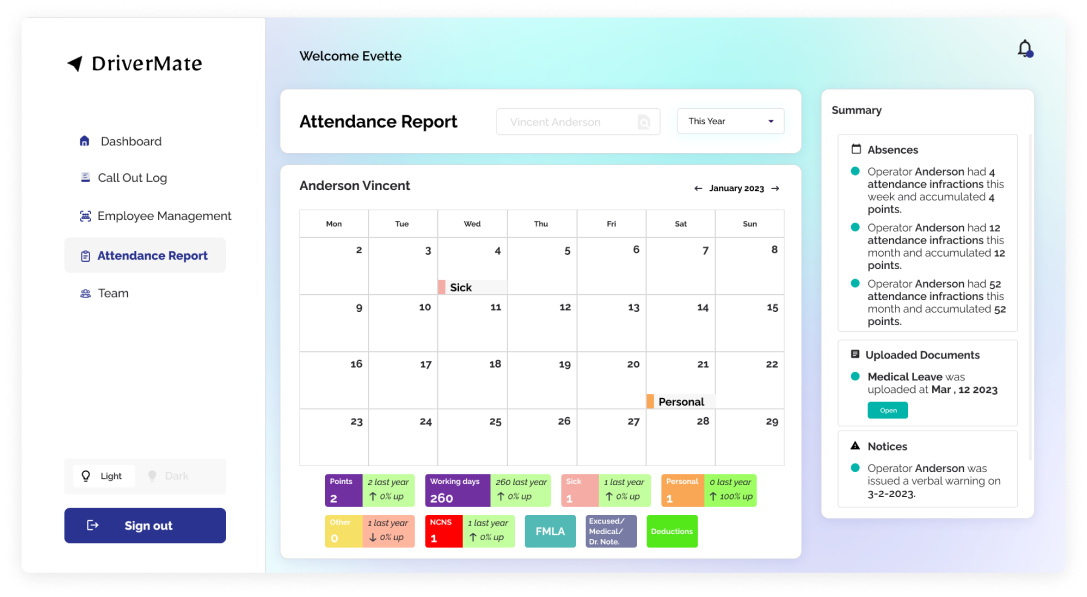 DriverMate
Dashboard
Call Out Log
Employee Management
Attendance Report
Team
Light
Dark
Sign out
Welcome Evette
Attendance Report
Vincent Anderson
This Year
Anderson Vincent
← January 2023 →
Mon Tue Wed Thu Fri Sat Sun
2 3 4 5 6 7 8
Sick
9 10 11 12 13 14 15
16 17 18 19 20 21 22
Personal
23 24 25 26 27 28 29
Points
2
2 last year
↑ 0% up
Working days
260
260 last year
↑ 0% up
Sick
1
1 last year
↑ 0% up
Personal
1
0 last year
↑ 100% up
Other
0
1 last year
↓ 0% up
NCNS
1
1 last year
↑ 0% up
FMLA
Excused/
Medical/
Dr. Note.
Deductions
Summary
Absences
Operator Anderson had 4
attendance infractions this
week and accumulated 4
points.
Operator Anderson had 12
attendance infractions this
month and accumulated 12
points.
Operator Anderson had 52
attendance infractions this
month and accumulated 52
points.
Uploaded Documents
Medical Leave was
uploaded at Mar , 12 2023
Open
Notices
Operator Anderson was
issued a verbal warning on
3-2-2023.